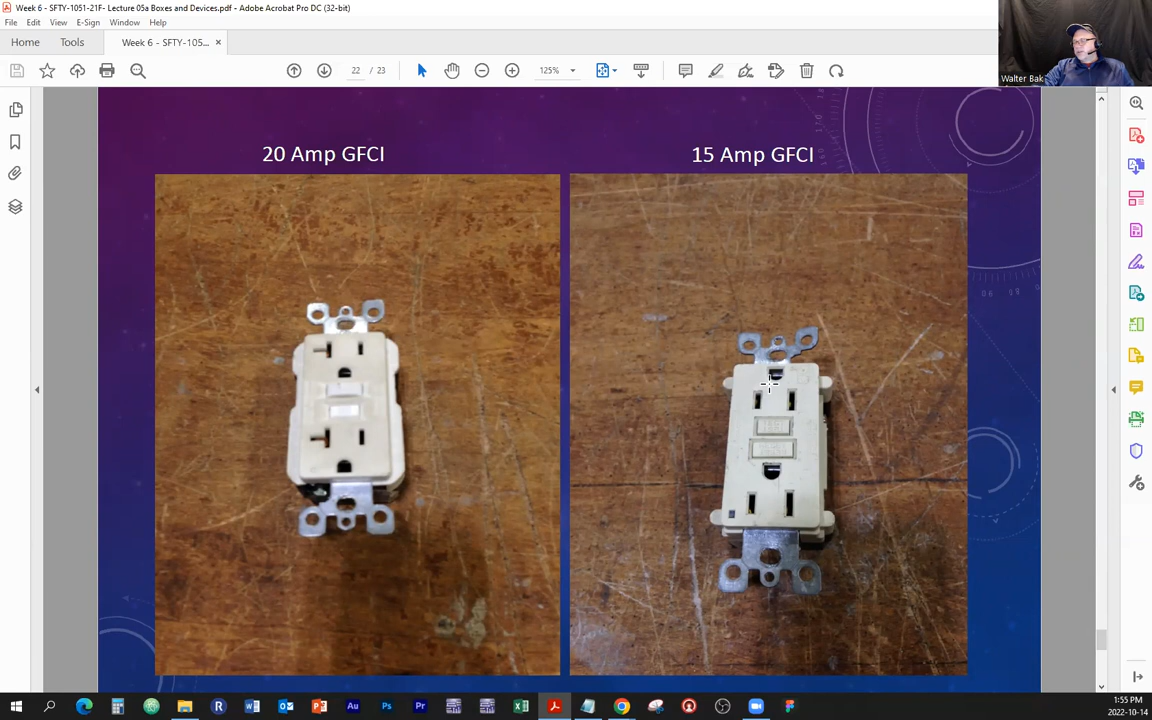 Week 6 - SFTY-1051-21F- Lecture 05a Boxes and Devices.pdf - Adobe Acrobat Pro DC (32-bit)
File Edit View E-Sign Window Help
Home Tools Week 6 - SFTY-105... ×
22 / 23 125%
Walter Bak
20 Amp GFCI 15 Amp GFCI
1:55 PM
2022-10-14